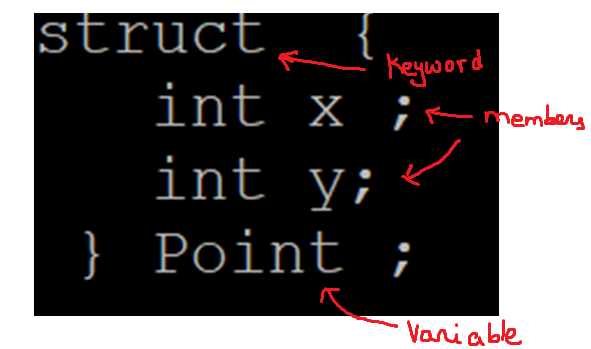 struct {
Keyword
int x ;
members
int y;
} Point ;
Variable